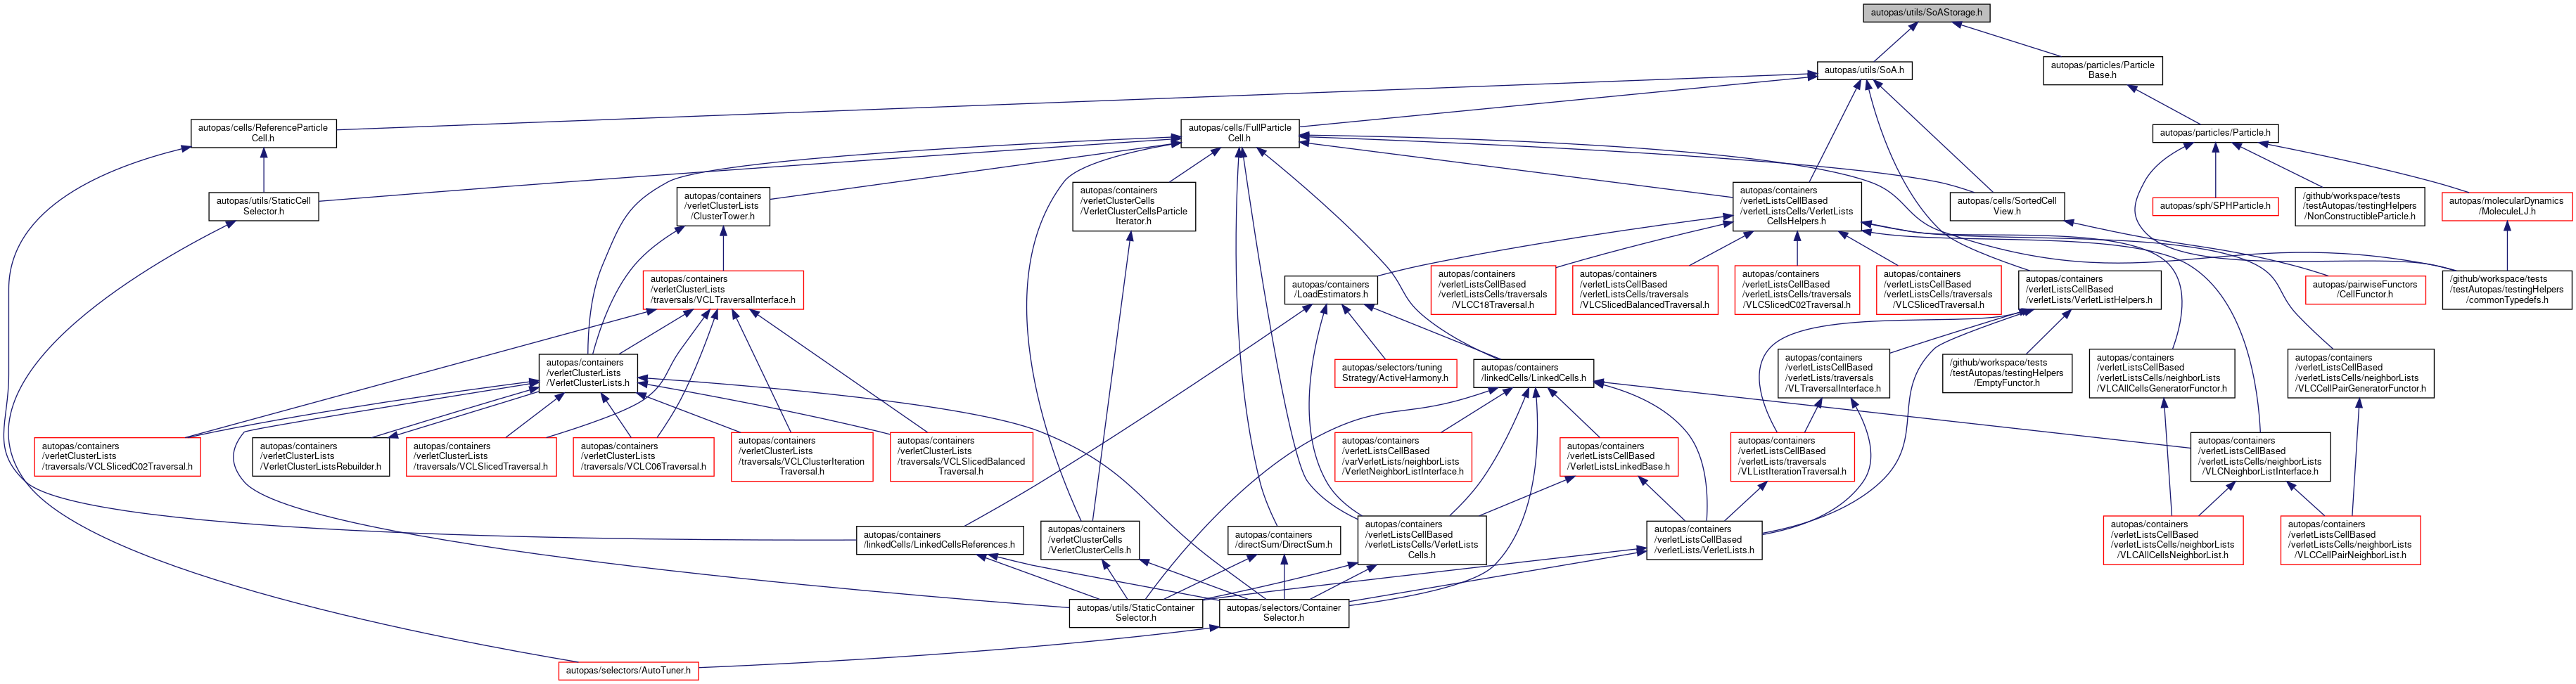 autopas/utils/SoAStorage.h
autopas/utils/SoA.h
autopas/particles/Particle
Base.h
autopas/cells/ReferenceParticle
Cell.h
autopas/cells/FullParticle
Cell.h
autopas/particles/Particle.h
autopas/utils/StaticCell
Selector.h
autopas/containers
/verletClusterLists
/ClusterTower.h
autopas/containers
/verletClusterCells
/VerletClusterCellsParticle
Iterator.h
autopas/containers
/verletListsCellBased
/verletListsCells/VerletLists
CellsHelpers.h
autopas/cells/SortedCell
View.h
autopas/sph/SPHParticle.h
/github/workspace/tests
/testAutopas/testingHelpers
/NonConstructibleParticle.h
autopas/molecularDynamics
/MoleculeLJ.h
autopas/containers
/verletClusterLists
/traversals/VCLTraversalInterface.h
autopas/containers
/LoadEstimators.h
autopas/containers
/verletListsCellBased
/verletListsCells/traversals
/VLCC18Traversal.h
autopas/containers
/verletListsCellBased
/verletListsCells/traversals
/VLCSlicedBalancedTraversal.h
autopas/containers
/verletListsCellBased
/verletListsCells/traversals
/VLCSlicedC02Traversal.h
autopas/containers
/verletListsCellBased
/verletListsCells/traversals
/VLCSlicedTraversal.h
autopas/containers
/verletListsCellBased
/verletLists/VerletListHelpers.h
autopas/pairwiseFunctors
/CellFunctor.h
/github/workspace/tests
/testAutopas/testingHelpers
/commonTypedefs.h
autopas/containers
/verletClusterLists
/VerletClusterLists.h
autopas/selectors/tuning
Strategy/ActiveHarmony.h
autopas/containers
/linkedCells/LinkedCells.h
autopas/containers
/verletListsCellBased
/verletLists/traversals
/VLTraversalInterface.h
/github/workspace/tests
/testAutopas/testingHelpers
/EmptyFunctor.h
autopas/containers
/verletListsCellBased
/verletListsCells/neighborLists
/VLCAllCellsGeneratorFunctor.h
autopas/containers
/verletListsCellBased
/verletListsCells/neighborLists
/VLCCellPairGeneratorFunctor.h
autopas/containers
/verletClusterLists
/traversals/VCLSlicedC02Traversal.h
autopas/containers
/verletClusterLists
/VerletClusterListsRebuilder.h
autopas/containers
/verletClusterLists
/traversals/VCLSlicedTraversal.h
autopas/containers
/verletClusterLists
/traversals/VCLC06Traversal.h
autopas/containers
/verletClusterLists
/traversals/VCLClusterIteration
Traversal.h
autopas/containers
/verletClusterLists
/traversals/VCLSlicedBalanced
Traversal.h
autopas/containers
/verletListsCellBased
/varVerletLists/neighborLists
/VerletNeighborListInterface.h
autopas/containers
/verletListsCellBased
/VerletListsLinkedBase.h
autopas/containers
/verletListsCellBased
/verletLists/traversals
/VLListIterationTraversal.h
autopas/containers
/verletListsCellBased
/verletListsCells/neighborLists
/VLCNeighborListInterface.h
autopas/containers
/linkedCells/LinkedCellsReferences.h
autopas/containers
/verletClusterCells
/VerletClusterCells.h
autopas/containers
/directSum/DirectSum.h
autopas/containers
/verletListsCellBased
/verletListsCells/VerletLists
Cells.h
autopas/containers
/verletListsCellBased
/verletLists/VerletLists.h
autopas/containers
/verletListsCellBased
/verletListsCells/neighborLists
/VLCAllCellsNeighborList.h
autopas/containers
/verletListsCellBased
/verletListsCells/neighborLists
/VLCCellPairNeighborList.h
autopas/utils/StaticContainer
Selector.h
autopas/selectors/Container
Selector.h
autopas/selectors/AutoTuner.h